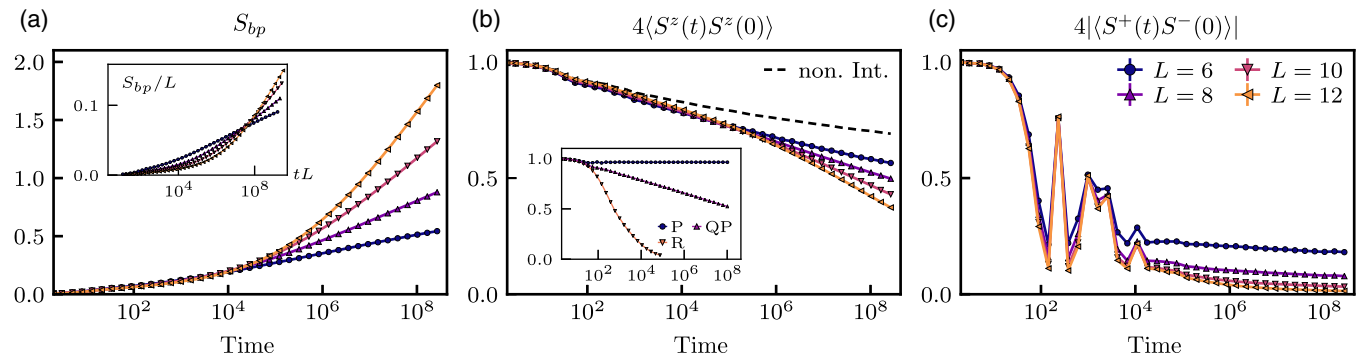 (a) S_bp
2.0
1.5
1.0
0.5
0.0
10^2 10^4 10^6 10^8
Time
S_bp/L
0.1
0.0
10^4 10^8 tL
(b) 4⟨S^z(t)S^z(0)⟩
1.0
0.5
0.0
10^2 10^4 10^6 10^8
Time
non. Int.
1.0
0.5
0.0
P QP
R
10^2 10^4 10^6 10^8
(c) 4|⟨S^+(t)S^−(0)⟩|
1.0
0.5
0.0
10^2 10^4 10^6 10^8
Time
L = 6 L = 10
L = 8 L = 12